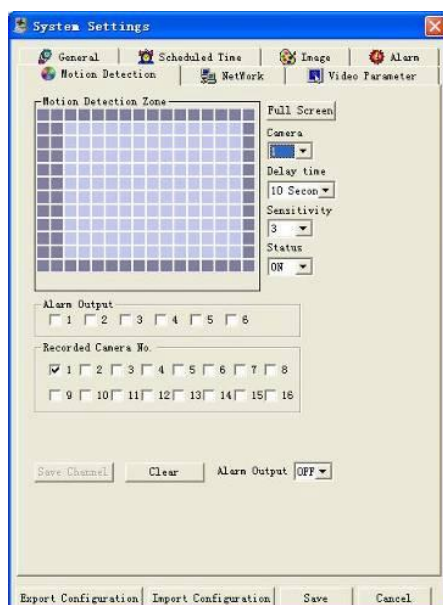 System Settings
General Scheduled Time Image Alarm
Motion Detection NetWork Video Parameter
Motion Detection Zone
Full Screen
Camera
1
Delay time
10 Secon
Sensitivity
3
Status
ON
Alarm Output
1 2 3 4 5 6
Recorded Camera No.
1 2 3 4 5 6 7 8
9 10 11 12 13 14 15 16
Save Channel Clear Alarm Output OFF
Export Configuration Import Configuration Save Cancel